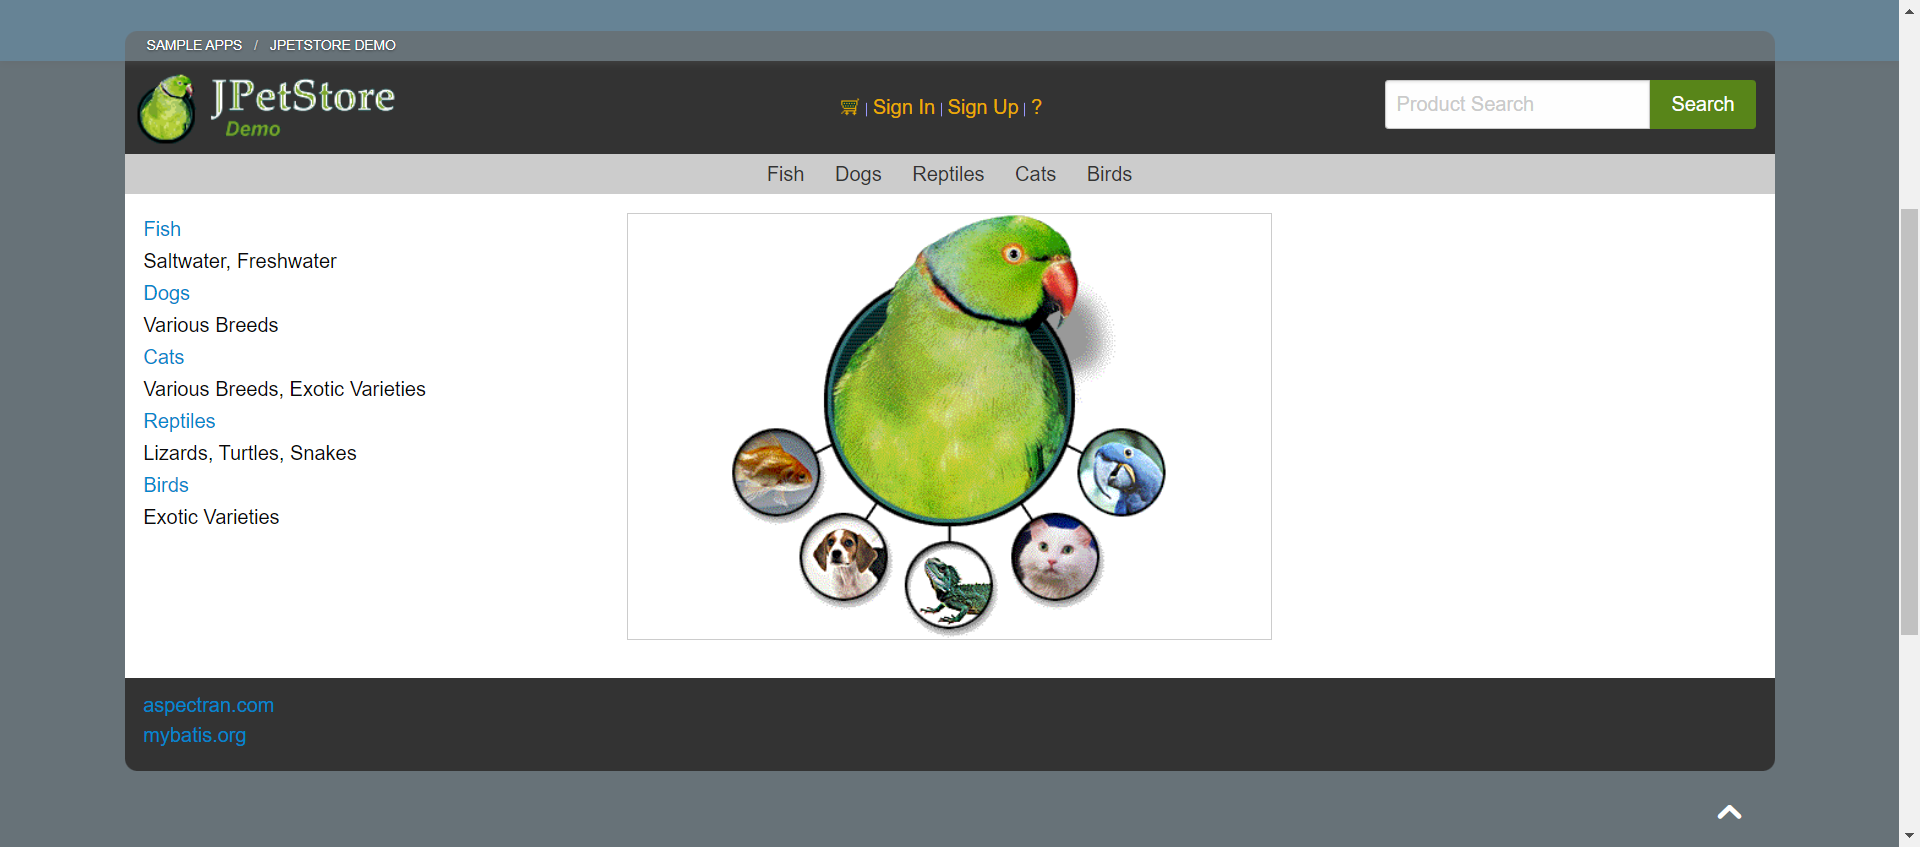 SAMPLE APPS / JPETSTORE DEMO
JPetStore
Demo
| Sign In | Sign Up | ?
Product Search
Search
Fish Dogs Reptiles Cats Birds
Fish
Saltwater, Freshwater
Dogs
Various Breeds
Cats
Various Breeds, Exotic Varieties
Reptiles
Lizards, Turtles, Snakes
Birds
Exotic Varieties
aspectran.com
mybatis.org